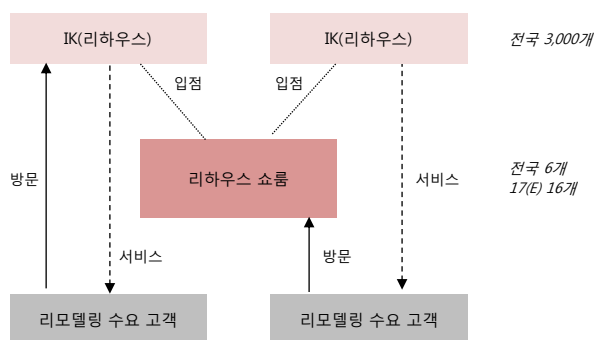 IK(리하우스)
IK(리하우스)
전국 3,000개
입점
입점
방문
리하우스 쇼룸
서비스
전국 6개
17(E) 16개
서비스
방문
리모델링 수요 고객
리모델링 수요 고객